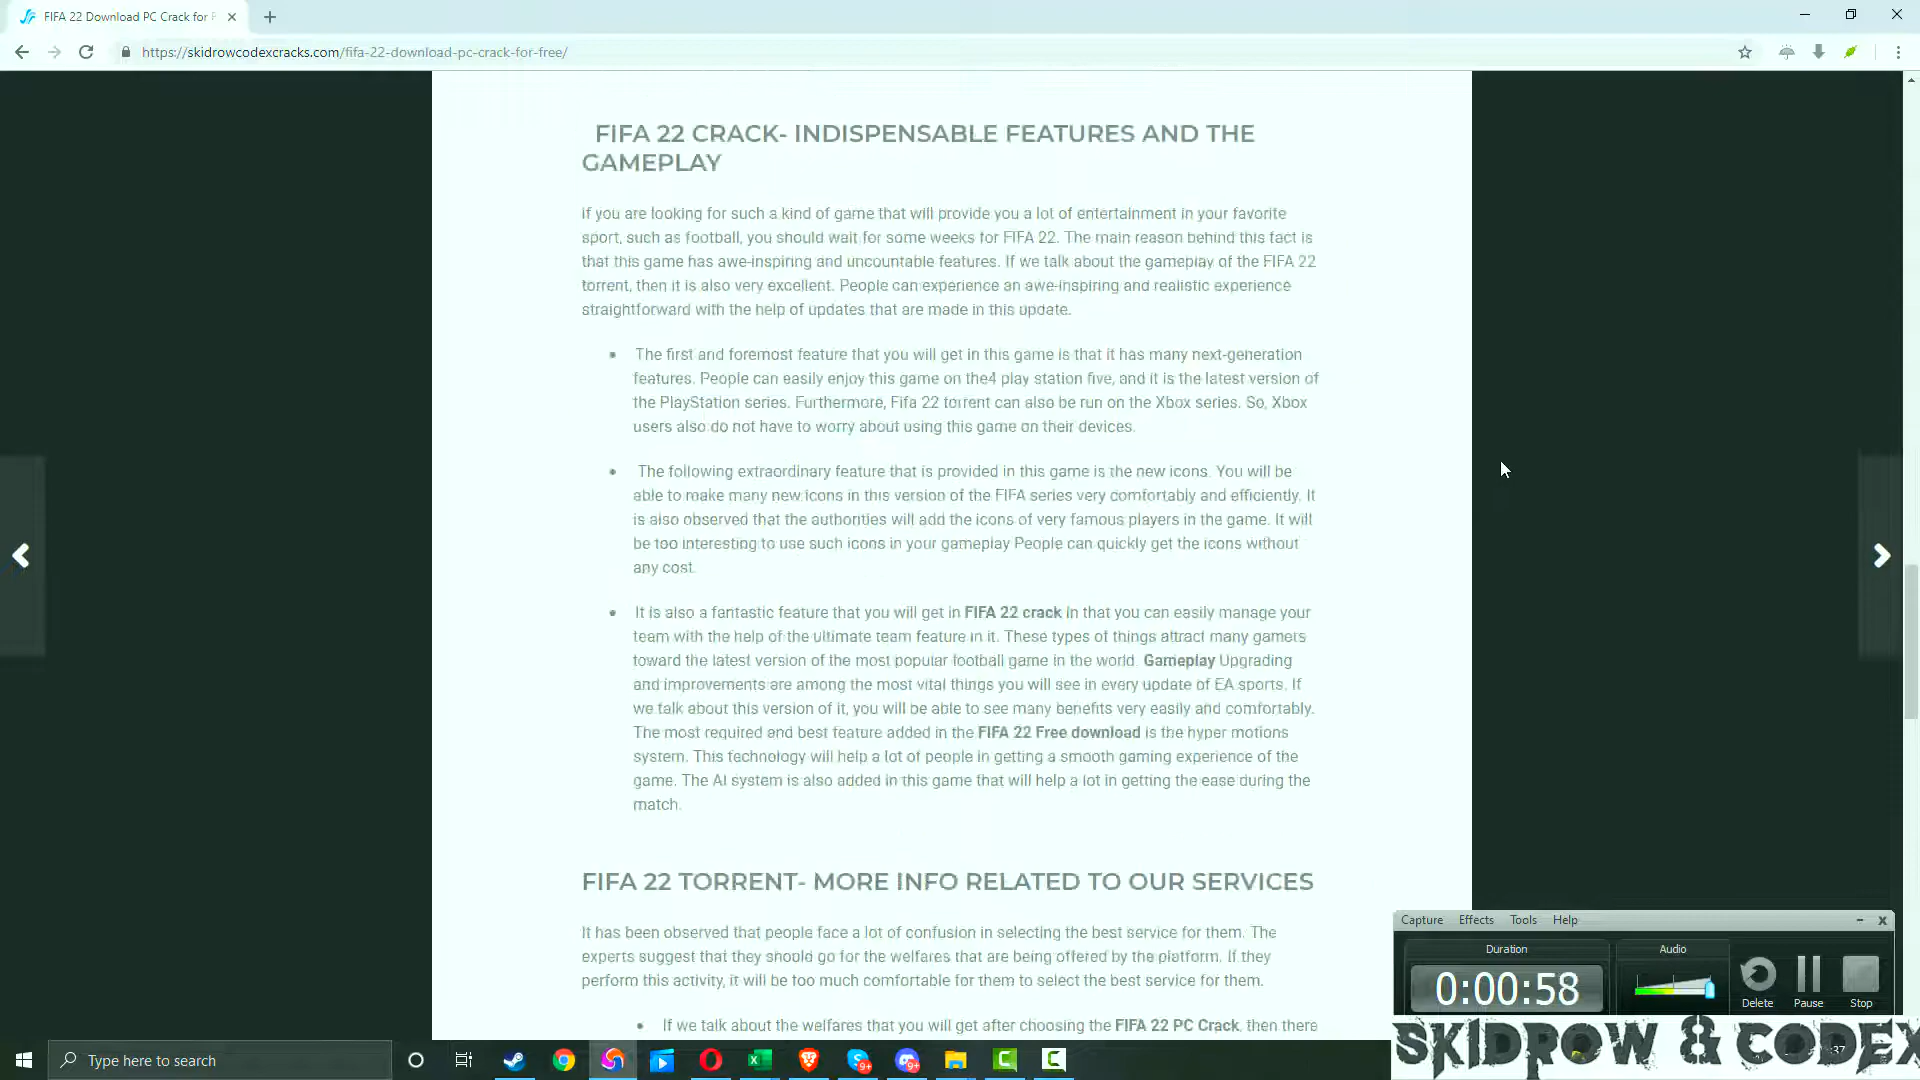 FIFA 22 Download PC Crack for F
https://skidrowcodexcracks.com/fifa-22-download-pc-crack-for-free/
FIFA 22 CRACK- INDISPENSABLE FEATURES AND THE
GAMEPLAY
If you are looking for such a kind of game that will provide you a lot of entertainment in your favorite
sport, such as football, you should wait for some weeks for FIFA 22. The main reason behind this fact is
that this game has awe-inspiring and uncountable features. If we talk about the gameplay of the FIFA 22
torrent, then it is also very excellent. People can experience an awe-inspiring and realistic experience
straightforward with the help of updates that are made in this update.
The first and foremost feature that you will get in this game is that it has many next-generation
features. People can easily enjoy this game on the4 play station five, and it is the latest version of
the PlayStation series. Furthermore, Fifa 22 torrent can also be run on the Xbox series. So, Xbox
users also do not have to worry about using this game on their devices.
The following extraordinary feature that is provided in this game is the new icons. You will be
able to make many new icons in this version of the FIFA series very comfortably and efficiently. It
is also observed that the authorities will add the icons of very famous players in the game. It will
be too interesting to use such icons in your gameplay People can quickly get the icons without
any cost.
It is also a fantastic feature that you will get in FIFA 22 crack in that you can easily manage your
team with the help of the ultimate team feature in it. These types of things attract many gamers
toward the latest version of the most popular football game in the world. Gameplay Upgrading
and improvements are among the most vital things you will see in every update of EA sports. If
we talk about this version of it, you will be able to see many benefits very easily and comfortably.
The most required and best feature added in the FIFA 22 Free download is the hyper motions
system. This technology will help a lot of people in getting a smooth gaming experience of the
game. The AI system is also added in this game that will help a lot in getting the ease during the
match.
FIFA 22 TORRENT- MORE INFO RELATED TO OUR SERVICES
It has been observed that people face a lot of confusion in selecting the best service for them. The
experts suggest that they should go for the welfares that are being offered by the platform. If they
perform this activity, it will be too much comfortable for them to select the best service for them.
If we talk about the welfares that you will get after choosing the FIFA 22 PC Crack, then there
Capture Effects Tools Help
Duration Audio
0:00:58
Delete Pause Stop
SKIDROW & CODEX
Type here to search
9+ 9+